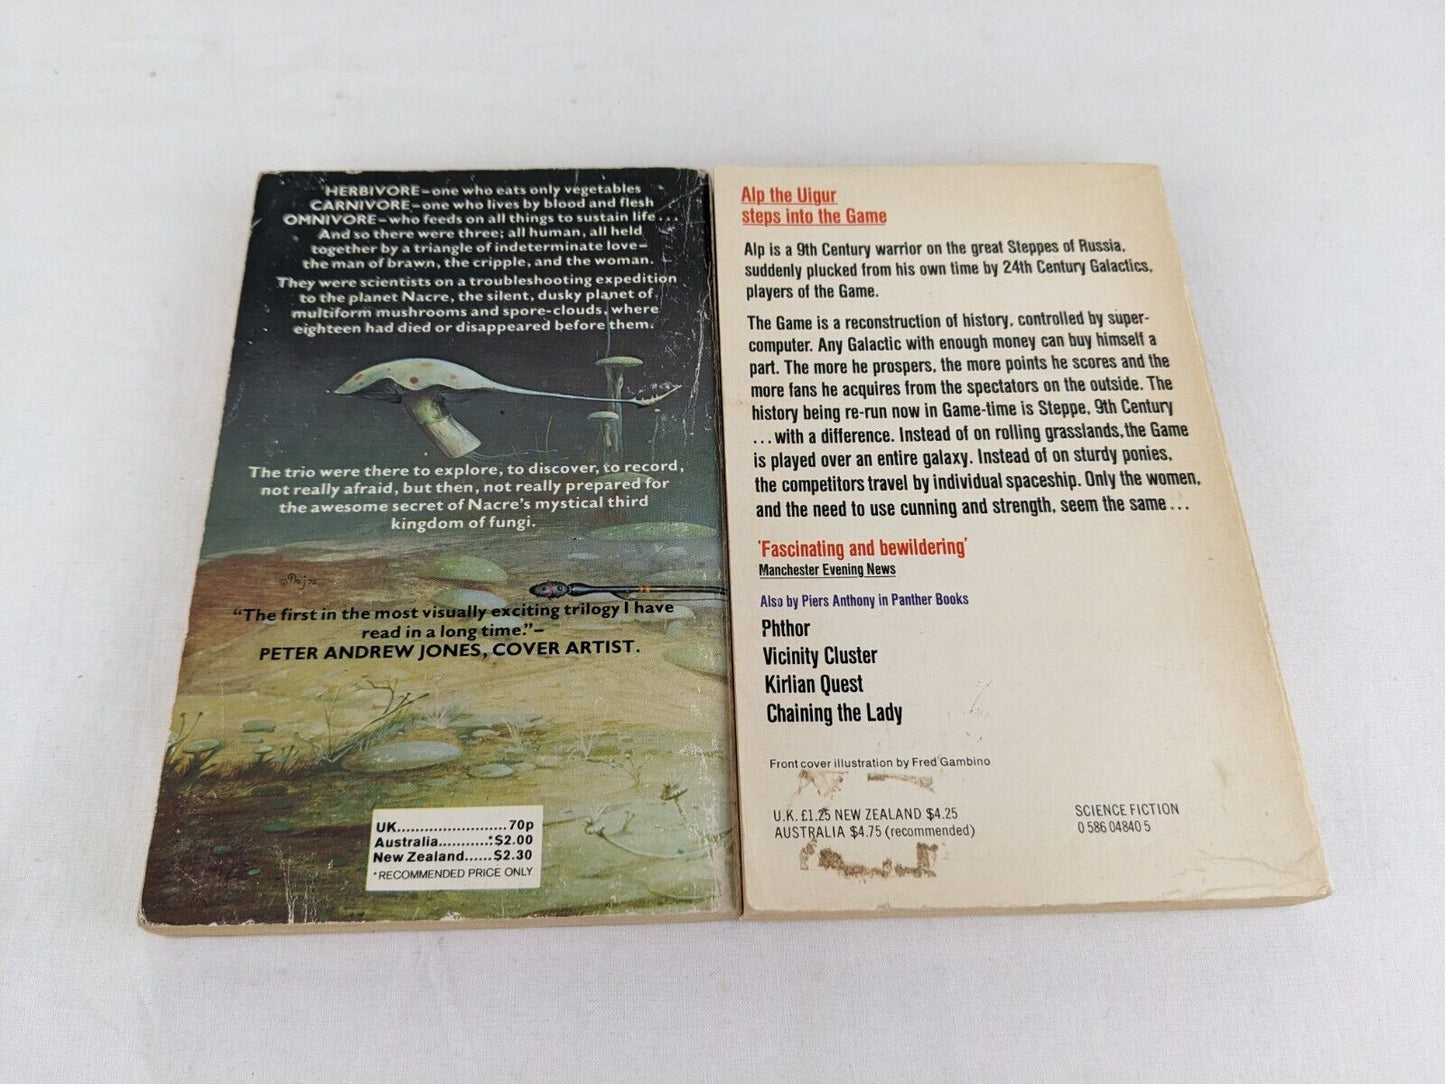 HERBIVORE–one who eats only vegetables
CARNIVORE–one who lives by blood and flesh
OMNIVORE–who feeds on all things to sustain life...
And so there were three; all human, all held
together by a triangle of indeterminate love–
the man of brawn, the cripple, and the woman.
They were scientists on a troubleshooting expedition
to the planet Nacre, the silent, dusky planet of
multiform mushrooms and spore-clouds, where
eighteen had died or disappeared before them.
The trio were there to explore, to discover, to record,
not really afraid, but then, not really prepared for
the awesome secret of Nacre's mystical third
kingdom of fungi.
"The first in the most visually exciting trilogy I have
read in a long time."–
PETER ANDREW JONES, COVER ARTIST.
UK........................70p
Australia...........*$2.00
New Zealand......$2.30
*RECOMMENDED PRICE ONLY
Alp the Uigur
steps into the Game
Alp is a 9th Century warrior on the great Steppes of Russia,
suddenly plucked from his own time by 24th Century Galactics,
players of the Game.
The Game is a reconstruction of history, controlled by super-
computer. Any Galactic with enough money can buy himself a
part. The more he prospers, the more points he scores and the
more fans he acquires from the spectators on the outside. The
history being re-run now in Game-time is Steppe, 9th Century
...with a difference. Instead of on rolling grasslands, the Game
is played over an entire galaxy. Instead of on sturdy ponies,
the competitors travel by individual spaceship. Only the women,
and the need to use cunning and strength, seem the same...
'Fascinating and bewildering'
Manchester Evening News
Also by Piers Anthony in Panther Books
Phthor
Vicinity Cluster
Kirlian Quest
Chaining the Lady
Front cover illustration by Fred Gambino
U.K. £1.25 NEW ZEALAND $4.25
AUSTRALIA $4.75 (recommended)
SCIENCE FICTION
0 586 04840 5